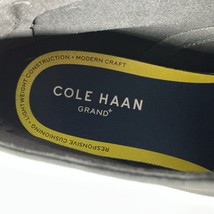 LIGHTWEIGHT CONSTRUCTION • MODERN CRAFT
COLE HAAN
GRAND+
RESPONSIVE CUSHIONING •